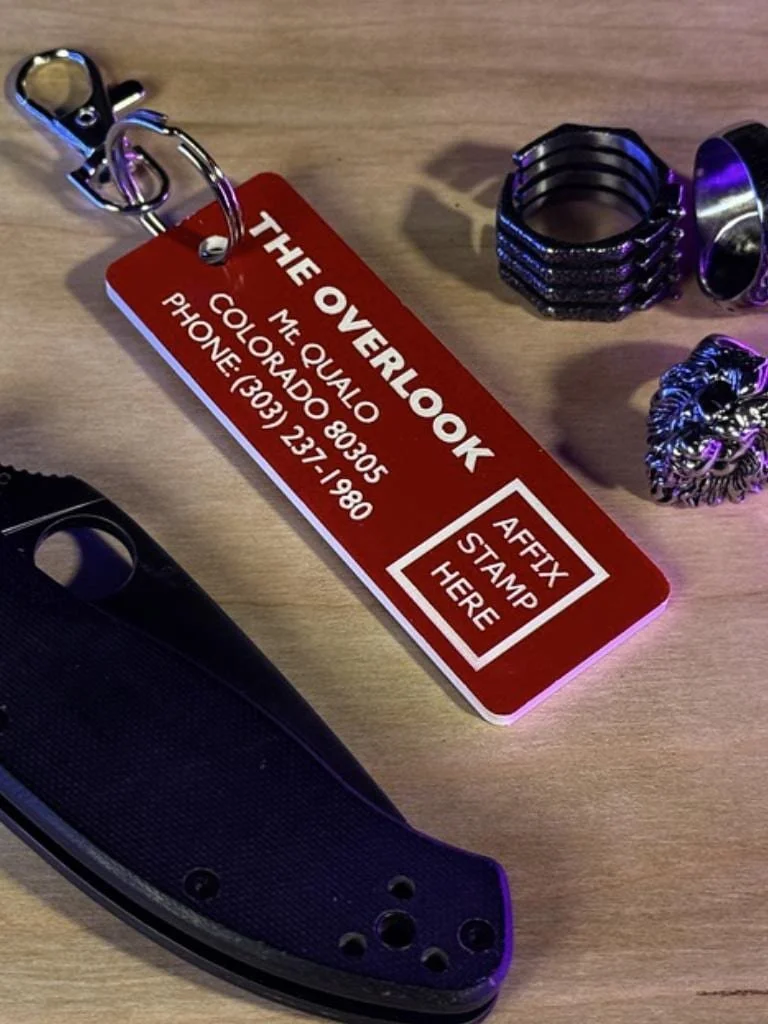 THE OVERLOOK
Mt. QUALO
COLORADO 80305
PHONE: (303) 237-1980
AFFIX
STAMP
HERE